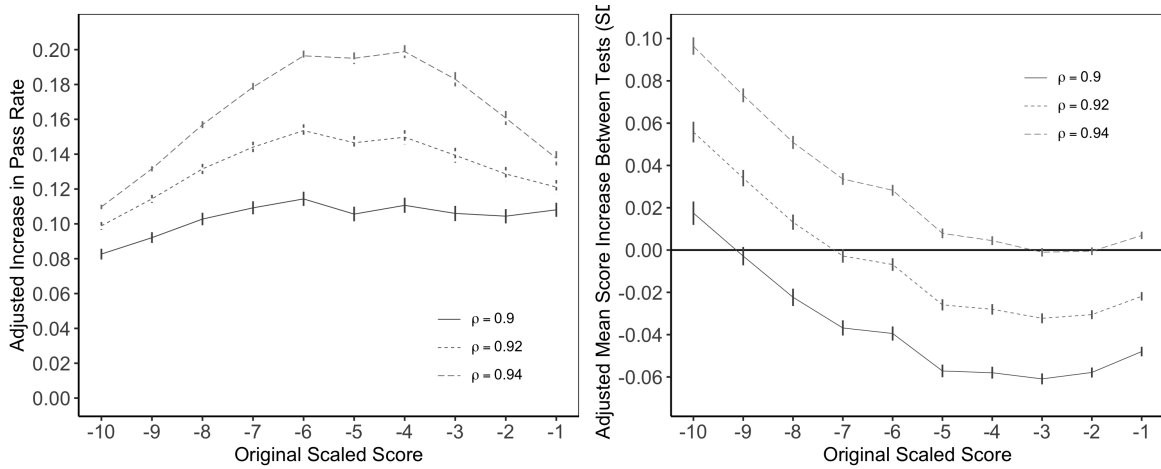 Adjusted Increase in Pass Rate
0.20
0.18
0.16
0.14
0.12
0.10
0.08
0.06
0.04
0.02
0.00
ρ = 0.9
ρ = 0.92
ρ = 0.94
-10 -9 -8 -7 -6 -5 -4 -3 -2 -1
Original Scaled Score
Adjusted Mean Score Increase Between Tests (SD
0.10
0.08
0.06
0.04
0.02
0.00
-0.02
-0.04
-0.06
ρ = 0.9
ρ = 0.92
ρ = 0.94
-10 -9 -8 -7 -6 -5 -4 -3 -2 -1
Original Scaled Score